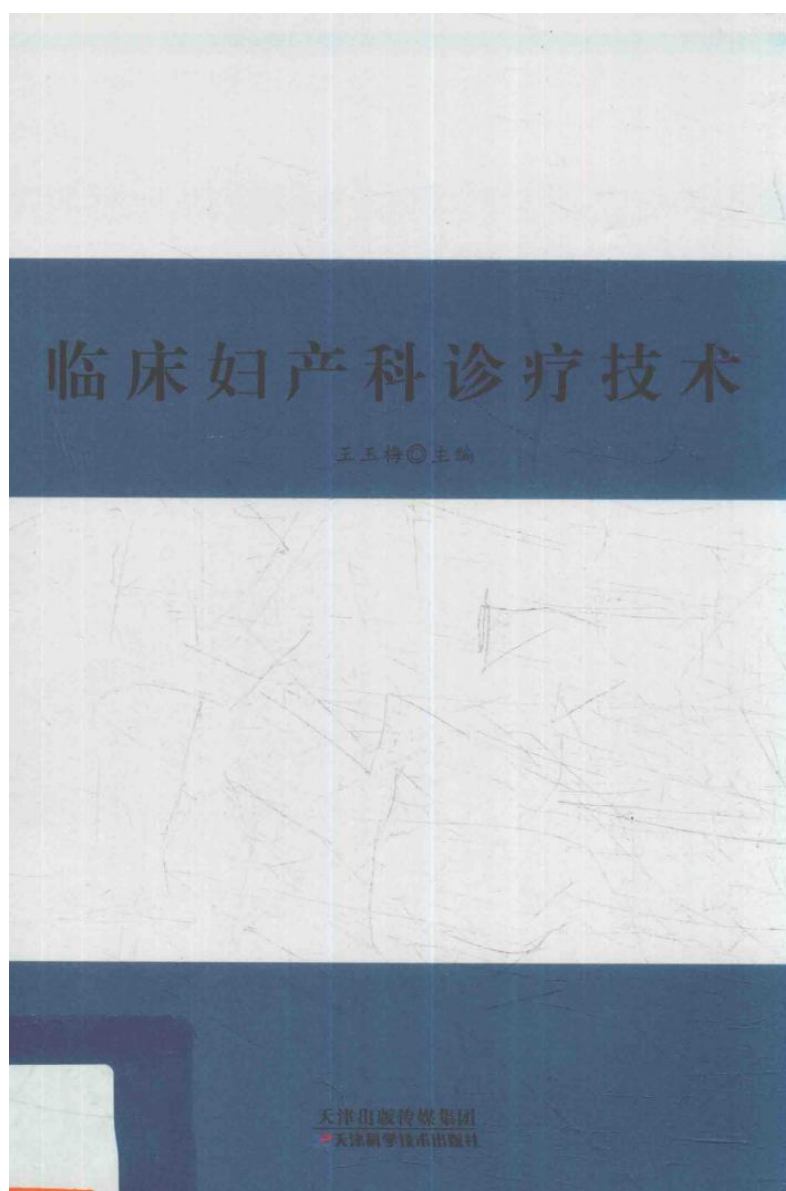 临床妇产科诊疗技术
王玉梅◎主编
天津出版传媒集团
天津科学技术出版社